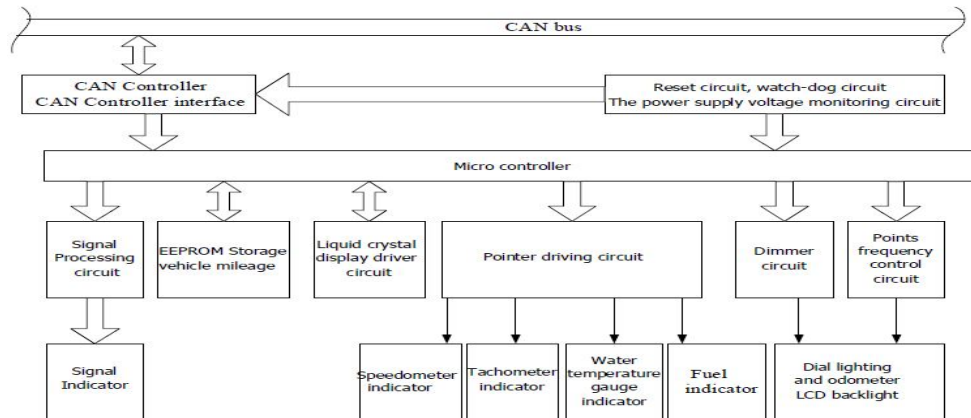 CAN bus
CAN Controller
CAN Controller interface
Reset circuit, watch-dog circuit
The power supply voltage monitoring circuit
Micro controller
Signal
Processing
circuit
EEPROM Storage
vehicle mileage
Liquid crystal
display driver
circuit
Pointer driving circuit
Dimmer
circuit
Points
frequency
control
circuit
Signal
Indicator
Speedometer
indicator
Tachometer
indicator
Water
temperature
gauge
indicator
Fuel
indicator
Dial lighting
and odometer
LCD backlight